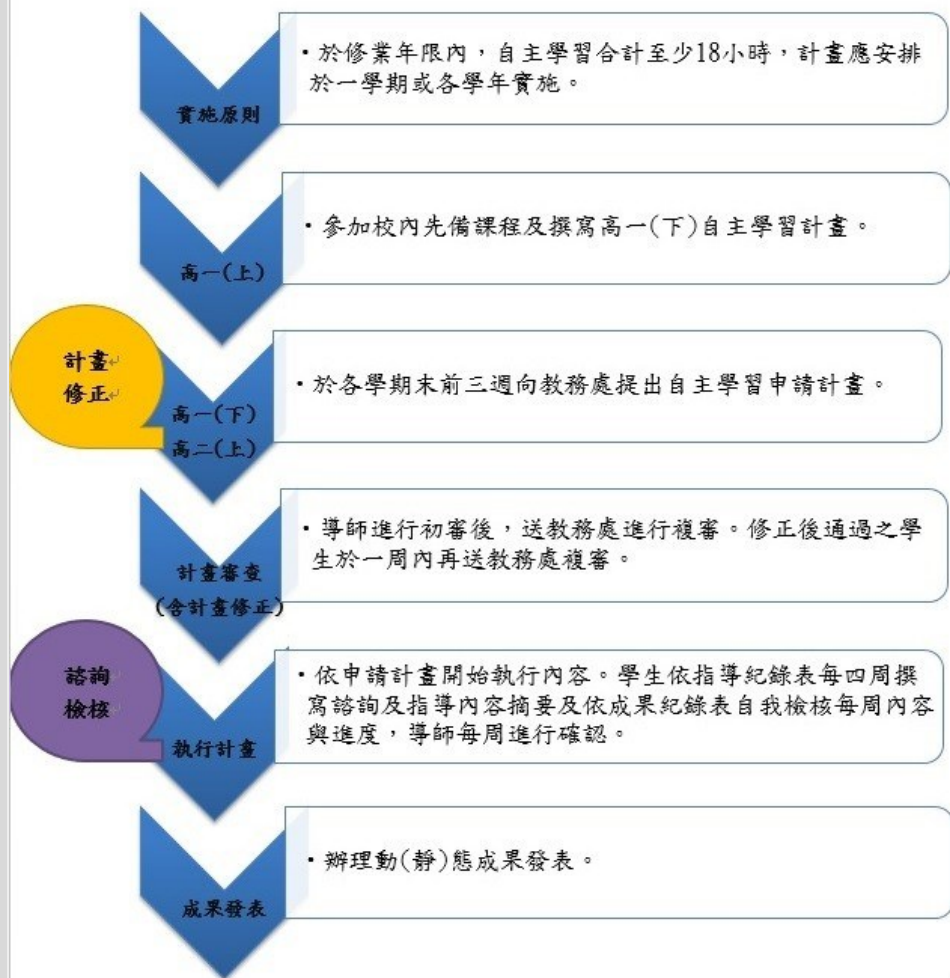 ・於修業年限內，自主學習合計至少18小時，計畫應安排
於一學期或各學年實施。
實施原則
・參加校內先備課程及撰寫高一(下)自主學習計畫。
高一(上)
計畫
修正
・於各學期末前三週向教務處提出自主學習申請計畫。
高一(下)
高二(上)
・導師進行初審後，送教務處進行複審。修正後通過之學
生於一周內再送教務處複審。
計畫審查
(含計畫修正)
諮詢
檢核
・依申請計畫開始執行內容。學生依指導紀錄表每四周撰
寫諮詢及指導內容摘要及依成果紀錄表自我檢核每周內容
與進度，導師每周進行確認。
執行計畫
・辦理動(靜)態成果發表。
成果發表